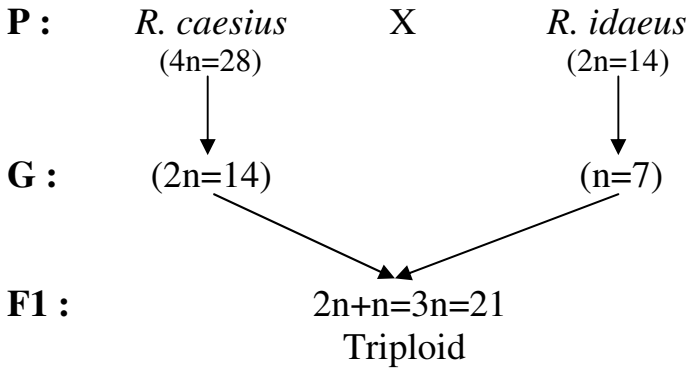 P : R. caesius X R. idaeus
(4n=28) (2n=14)
G : (2n=14) (n=7)
F1 : 2n+n=3n=21
Triploid